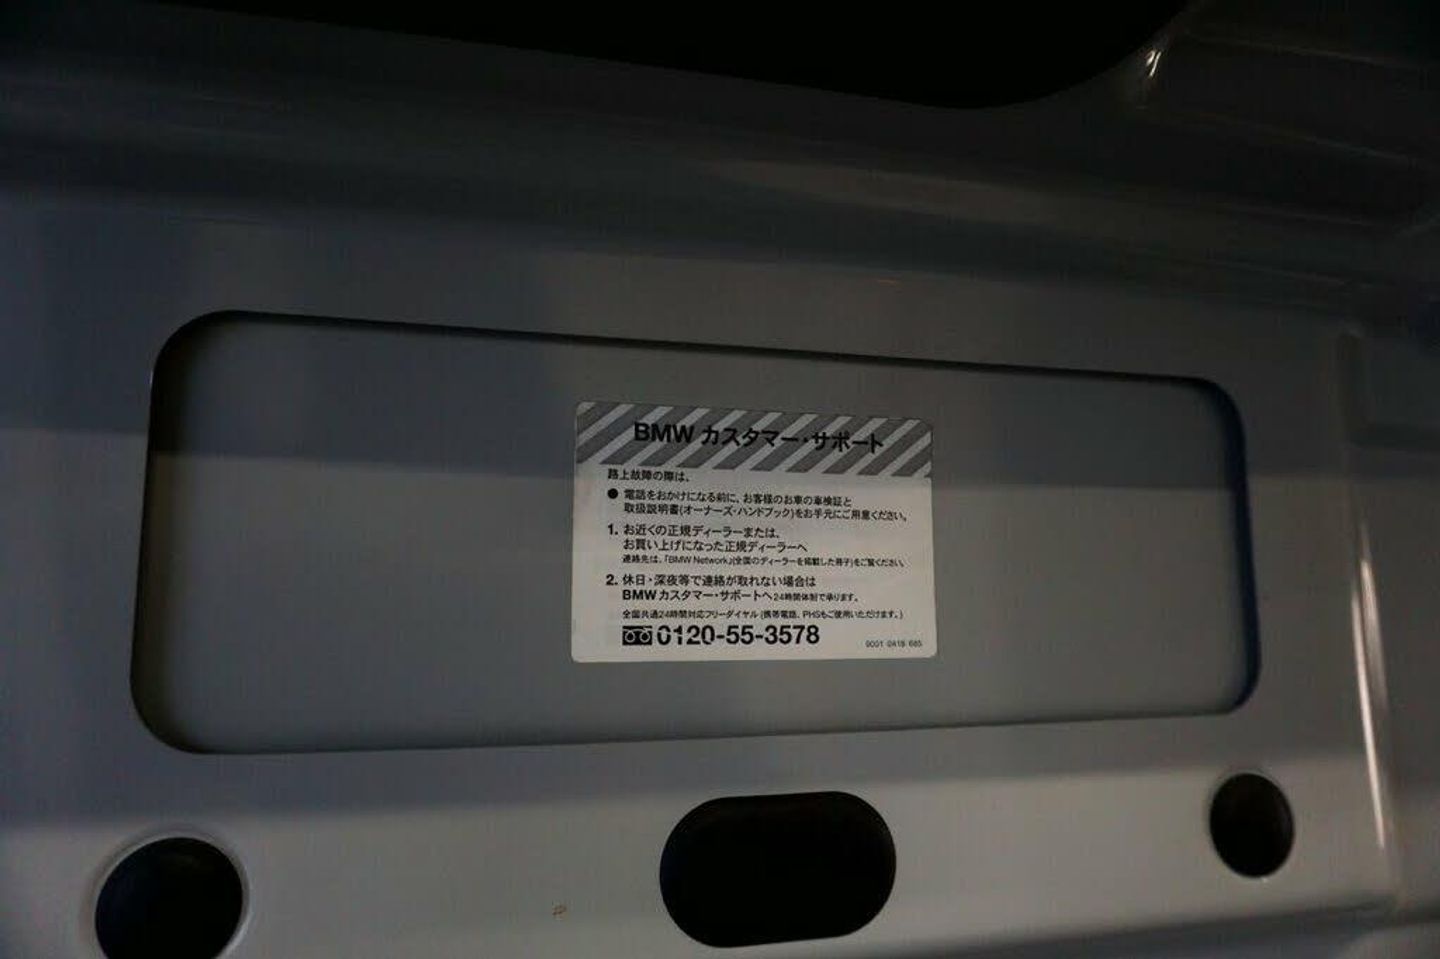 BMW カスタマー・サポート
路上故障の際は、
● 電話をおかけになる前に、お客様のお車の車検証と
取扱説明書(オーナーズ・ハンドブック)をお手元にご用意ください。
1. お近くの正規ディーラーまたは、
お買い上げになった正規ディーラーへ
連絡先は、「BMW Network」(全国のディーラーを掲載した冊子)をご覧ください。
2. 休日・深夜等で連絡が取れない場合は
BMW カスタマー・サポートへ 24時間体制で承ります。
全国共通24時間対応フリーダイヤル (携帯電話、PHSもご使用いただけます。)
0120-55-3578
9001 0418 685